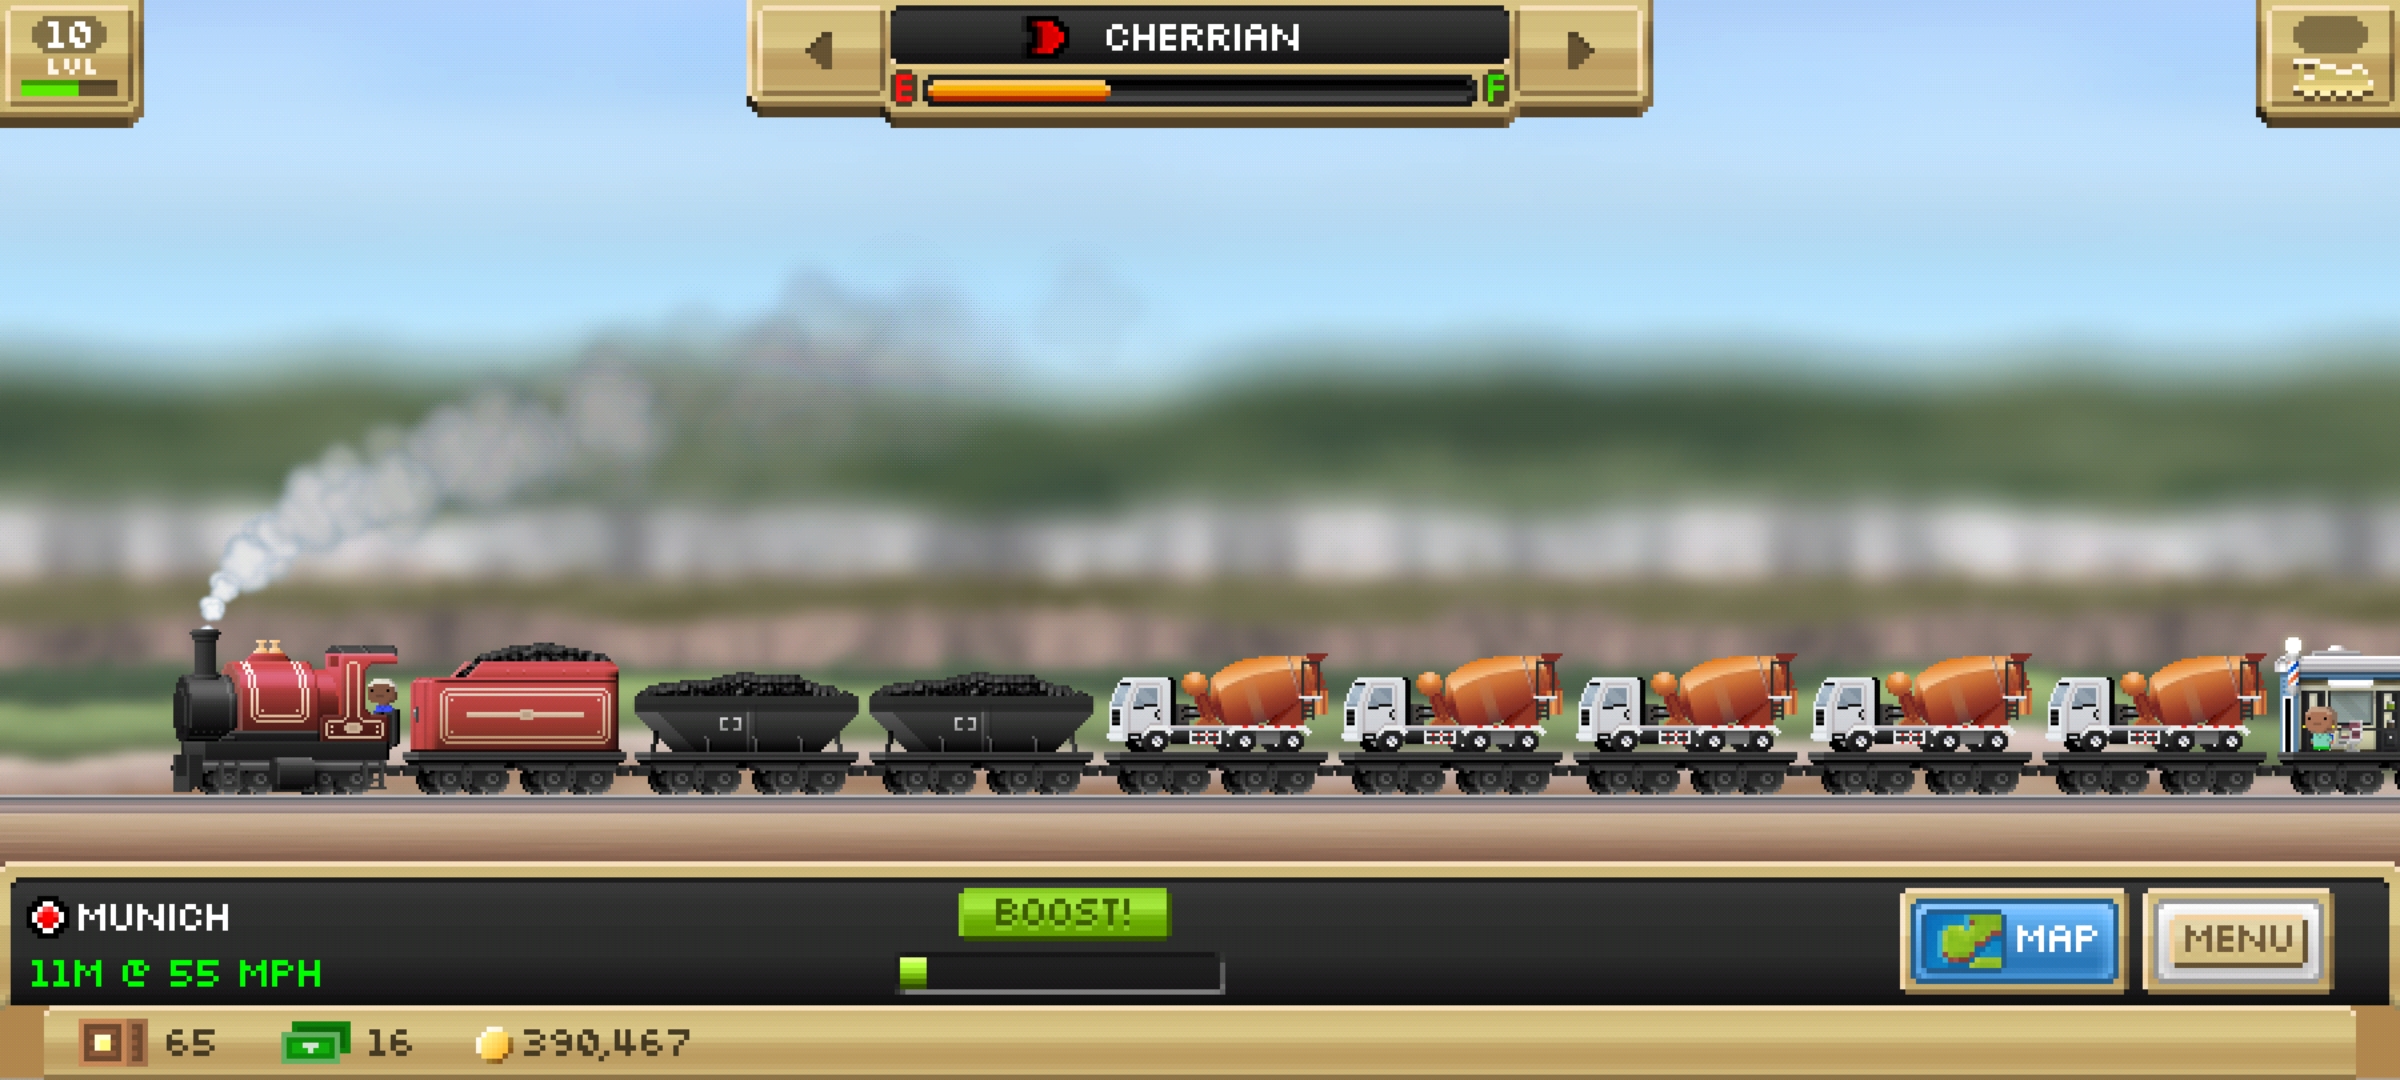 10
LVL
CHERRIAN
E F
MUNICH
11M @ 55 MPH
BOOST!
MAP
MENU
65 16 390,467